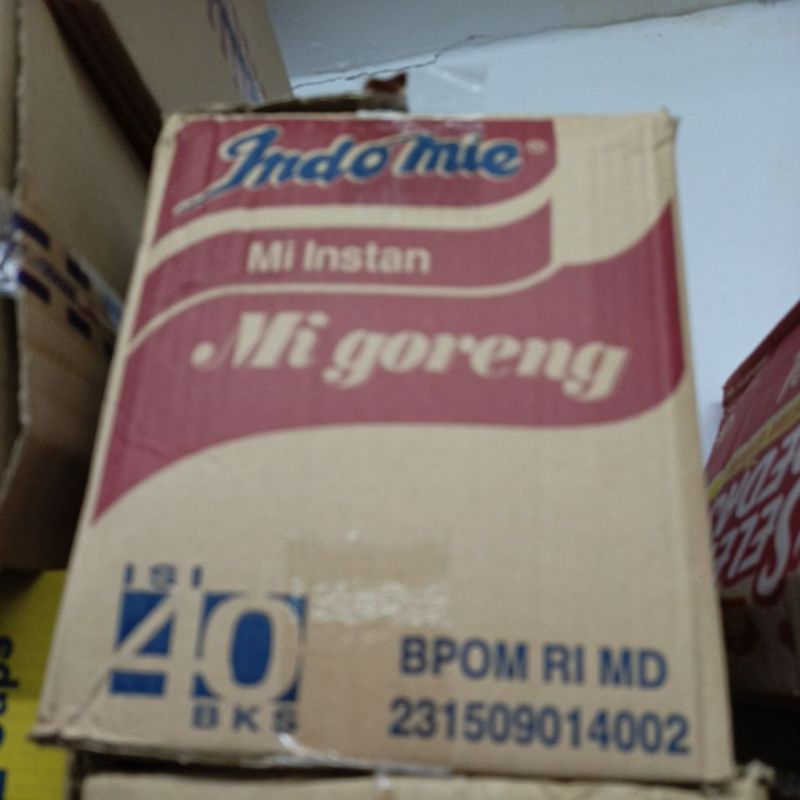 Indomie
Mi Instan
Mi goreng
ISI
40
BKS
BPOM RI MD
231509014002